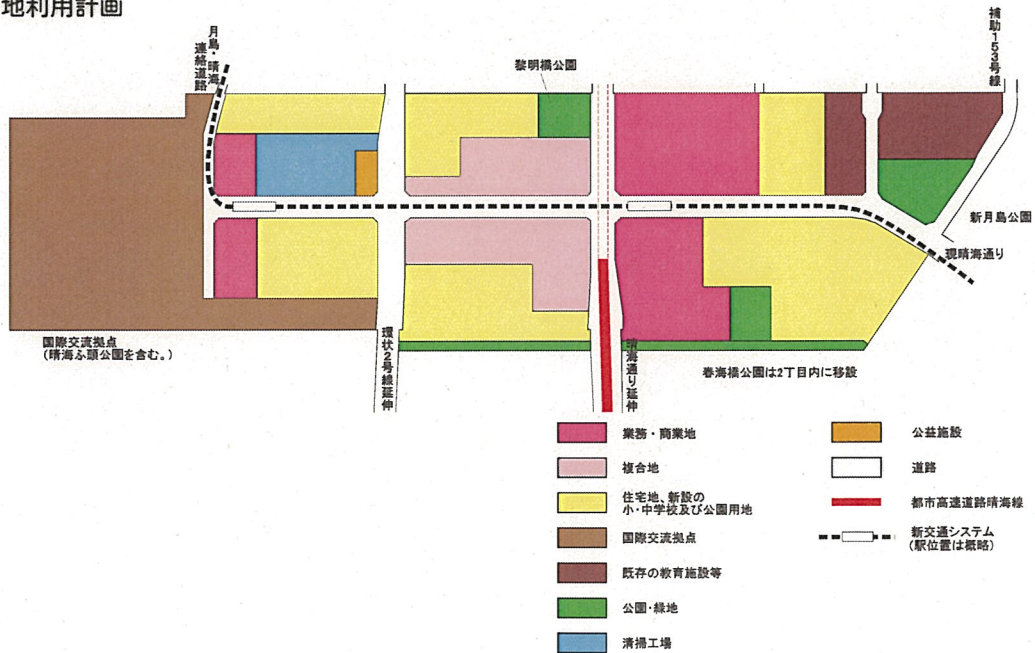 地利用計画
月島・晴海
連絡道路
黎明橋公園
補助153号線
新月島公園
現晴海通り
国際交流拠点
(晴海ふ頭公園を含む。)
環状2号線延伸
晴海通り延伸
春海橋公園は2丁目内に移設
業務・商業地
複合地
住宅地、新設の
小・中学校及び公園用地
国際交流拠点
既存の教育施設等
公園・緑地
清掃工場
公益施設
道路
都市高速道路晴海線
新交通システム
(駅位置は概略)